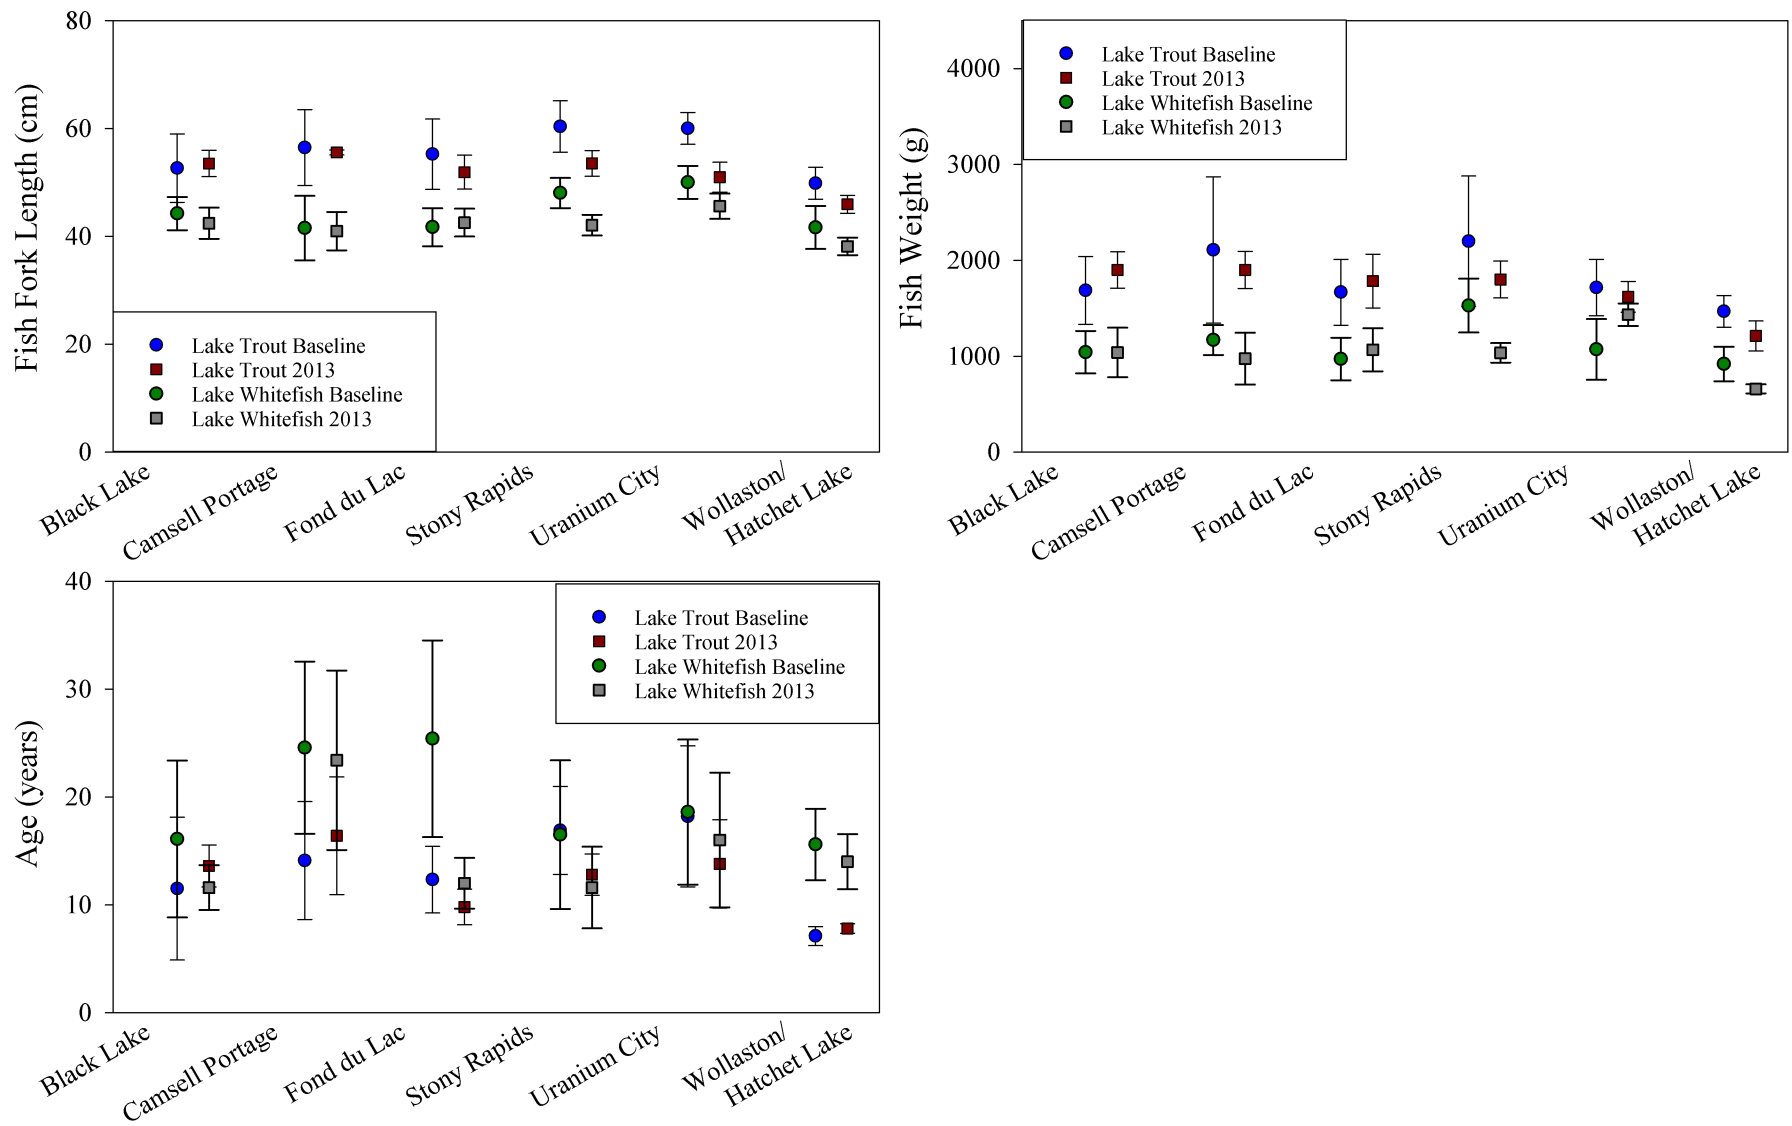 80
60
40
20
0
Fish Fork Length (cm)
Lake Trout Baseline
Lake Trout 2013
Lake Whitefish Baseline
Lake Whitefish 2013
Black Lake
Camsell Portage
Fond du Lac
Stony Rapids
Uranium City
Wollaston/
Hatchet Lake
4000
3000
2000
1000
0
Fish Weight (g)
Lake Trout Baseline
Lake Trout 2013
Lake Whitefish Baseline
Lake Whitefish 2013
Black Lake
Camsell Portage
Fond du Lac
Stony Rapids
Uranium City
Wollaston/
Hatchet Lake
40
30
20
10
0
Age (years)
Lake Trout Baseline
Lake Trout 2013
Lake Whitefish Baseline
Lake Whitefish 2013
Black Lake
Camsell Portage
Fond du Lac
Stony Rapids
Uranium City
Wollaston/
Hatchet Lake